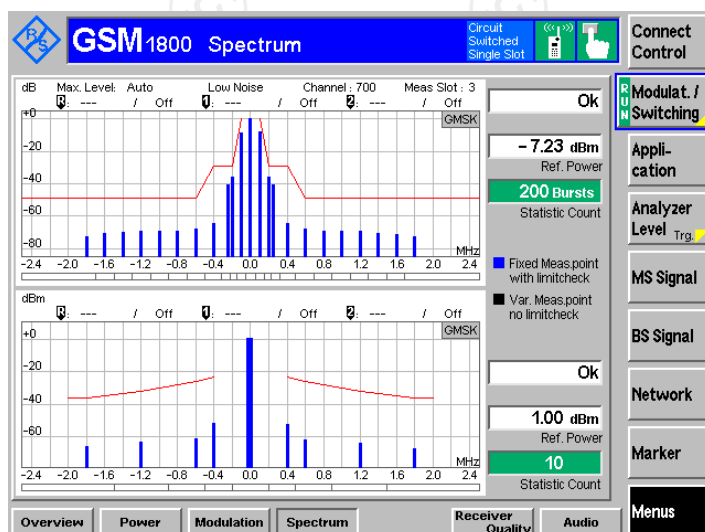 R&S GSM 1800 Spectrum
Circuit Switched Single Slot
Connect Control
dB Max. Level: Auto Low Noise Channel : 700 Meas Slot : 3
R: --- / Off 1: --- / Off 2: --- / Off
GMSK
+0
-20
-40
-60
-80
MHz
-2.4 -2.0 -1.6 -1.2 -0.8 -0.4 0.0 0.4 0.8 1.2 1.6 2.0 2.4
Ok
-7.23 dBm
Ref. Power
200 Bursts
Statistic Count
Fixed Meas.point with limitcheck
Var. Meas.point no limitcheck
dBm
R: --- / Off 1: --- / Off 2: --- / Off
GMSK
+0
-20
-40
-60
MHz
-2.4 -2.0 -1.6 -1.2 -0.8 -0.4 0.0 0.4 0.8 1.2 1.6 2.0 2.4
Ok
1.00 dBm
Ref. Power
10
Statistic Count
RUN
Modulat. / Switching
Appli-
cation
Analyzer Level Trg.
MS Signal
BS Signal
Network
Marker
Menus
Overview Power Modulation Spectrum Receiver Quality Audio